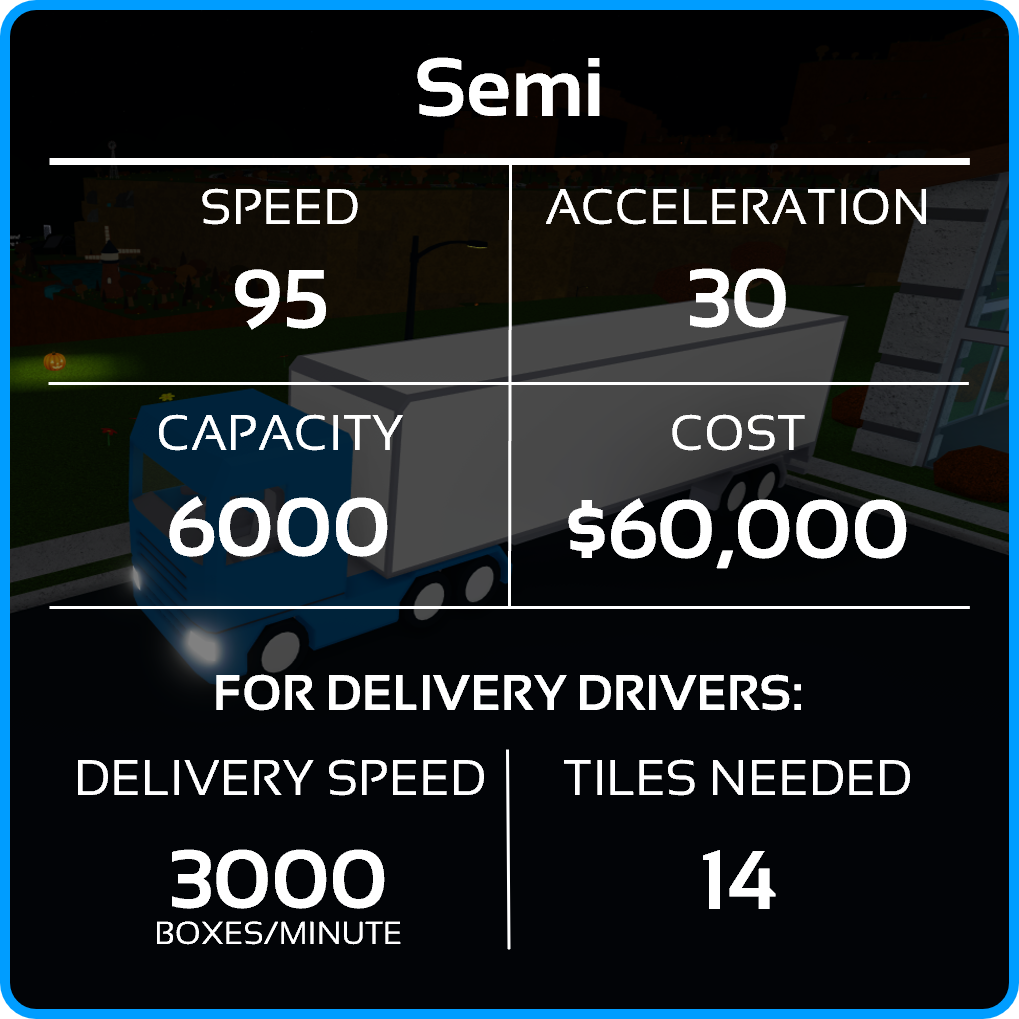 Semi
SPEED
95
ACCELERATION
30
CAPACITY
6000
COST
$60,000
FOR DELIVERY DRIVERS:
DELIVERY SPEED
3000
BOXES/MINUTE
TILES NEEDED
14